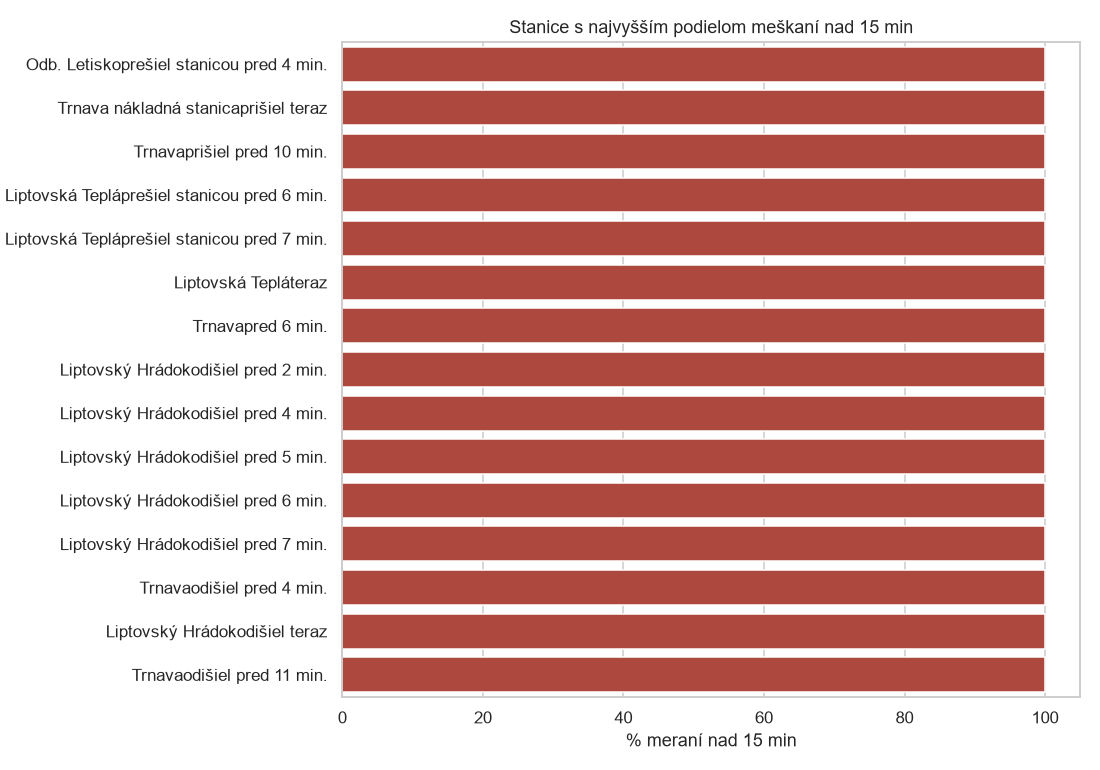 Stanice s najvyšším podielom meškaní nad 15 min
Odb. Letiskoprešiel stanicou pred 4 min.
Trnava nákladná stanicaprišiel teraz
Trnavaprišiel pred 10 min.
Liptovská Tepláprešiel stanicou pred 6 min.
Liptovská Tepláprešiel stanicou pred 7 min.
Liptovská Tepláteraz
Trnavapred 6 min.
Liptovský Hrádokodišiel pred 2 min.
Liptovský Hrádokodišiel pred 4 min.
Liptovský Hrádokodišiel pred 5 min.
Liptovský Hrádokodišiel pred 6 min.
Liptovský Hrádokodišiel pred 7 min.
Trnavaodišiel pred 4 min.
Liptovský Hrádokodišiel teraz
Trnavaodišiel pred 11 min.
0 20 40 60 80 100
% meraní nad 15 min